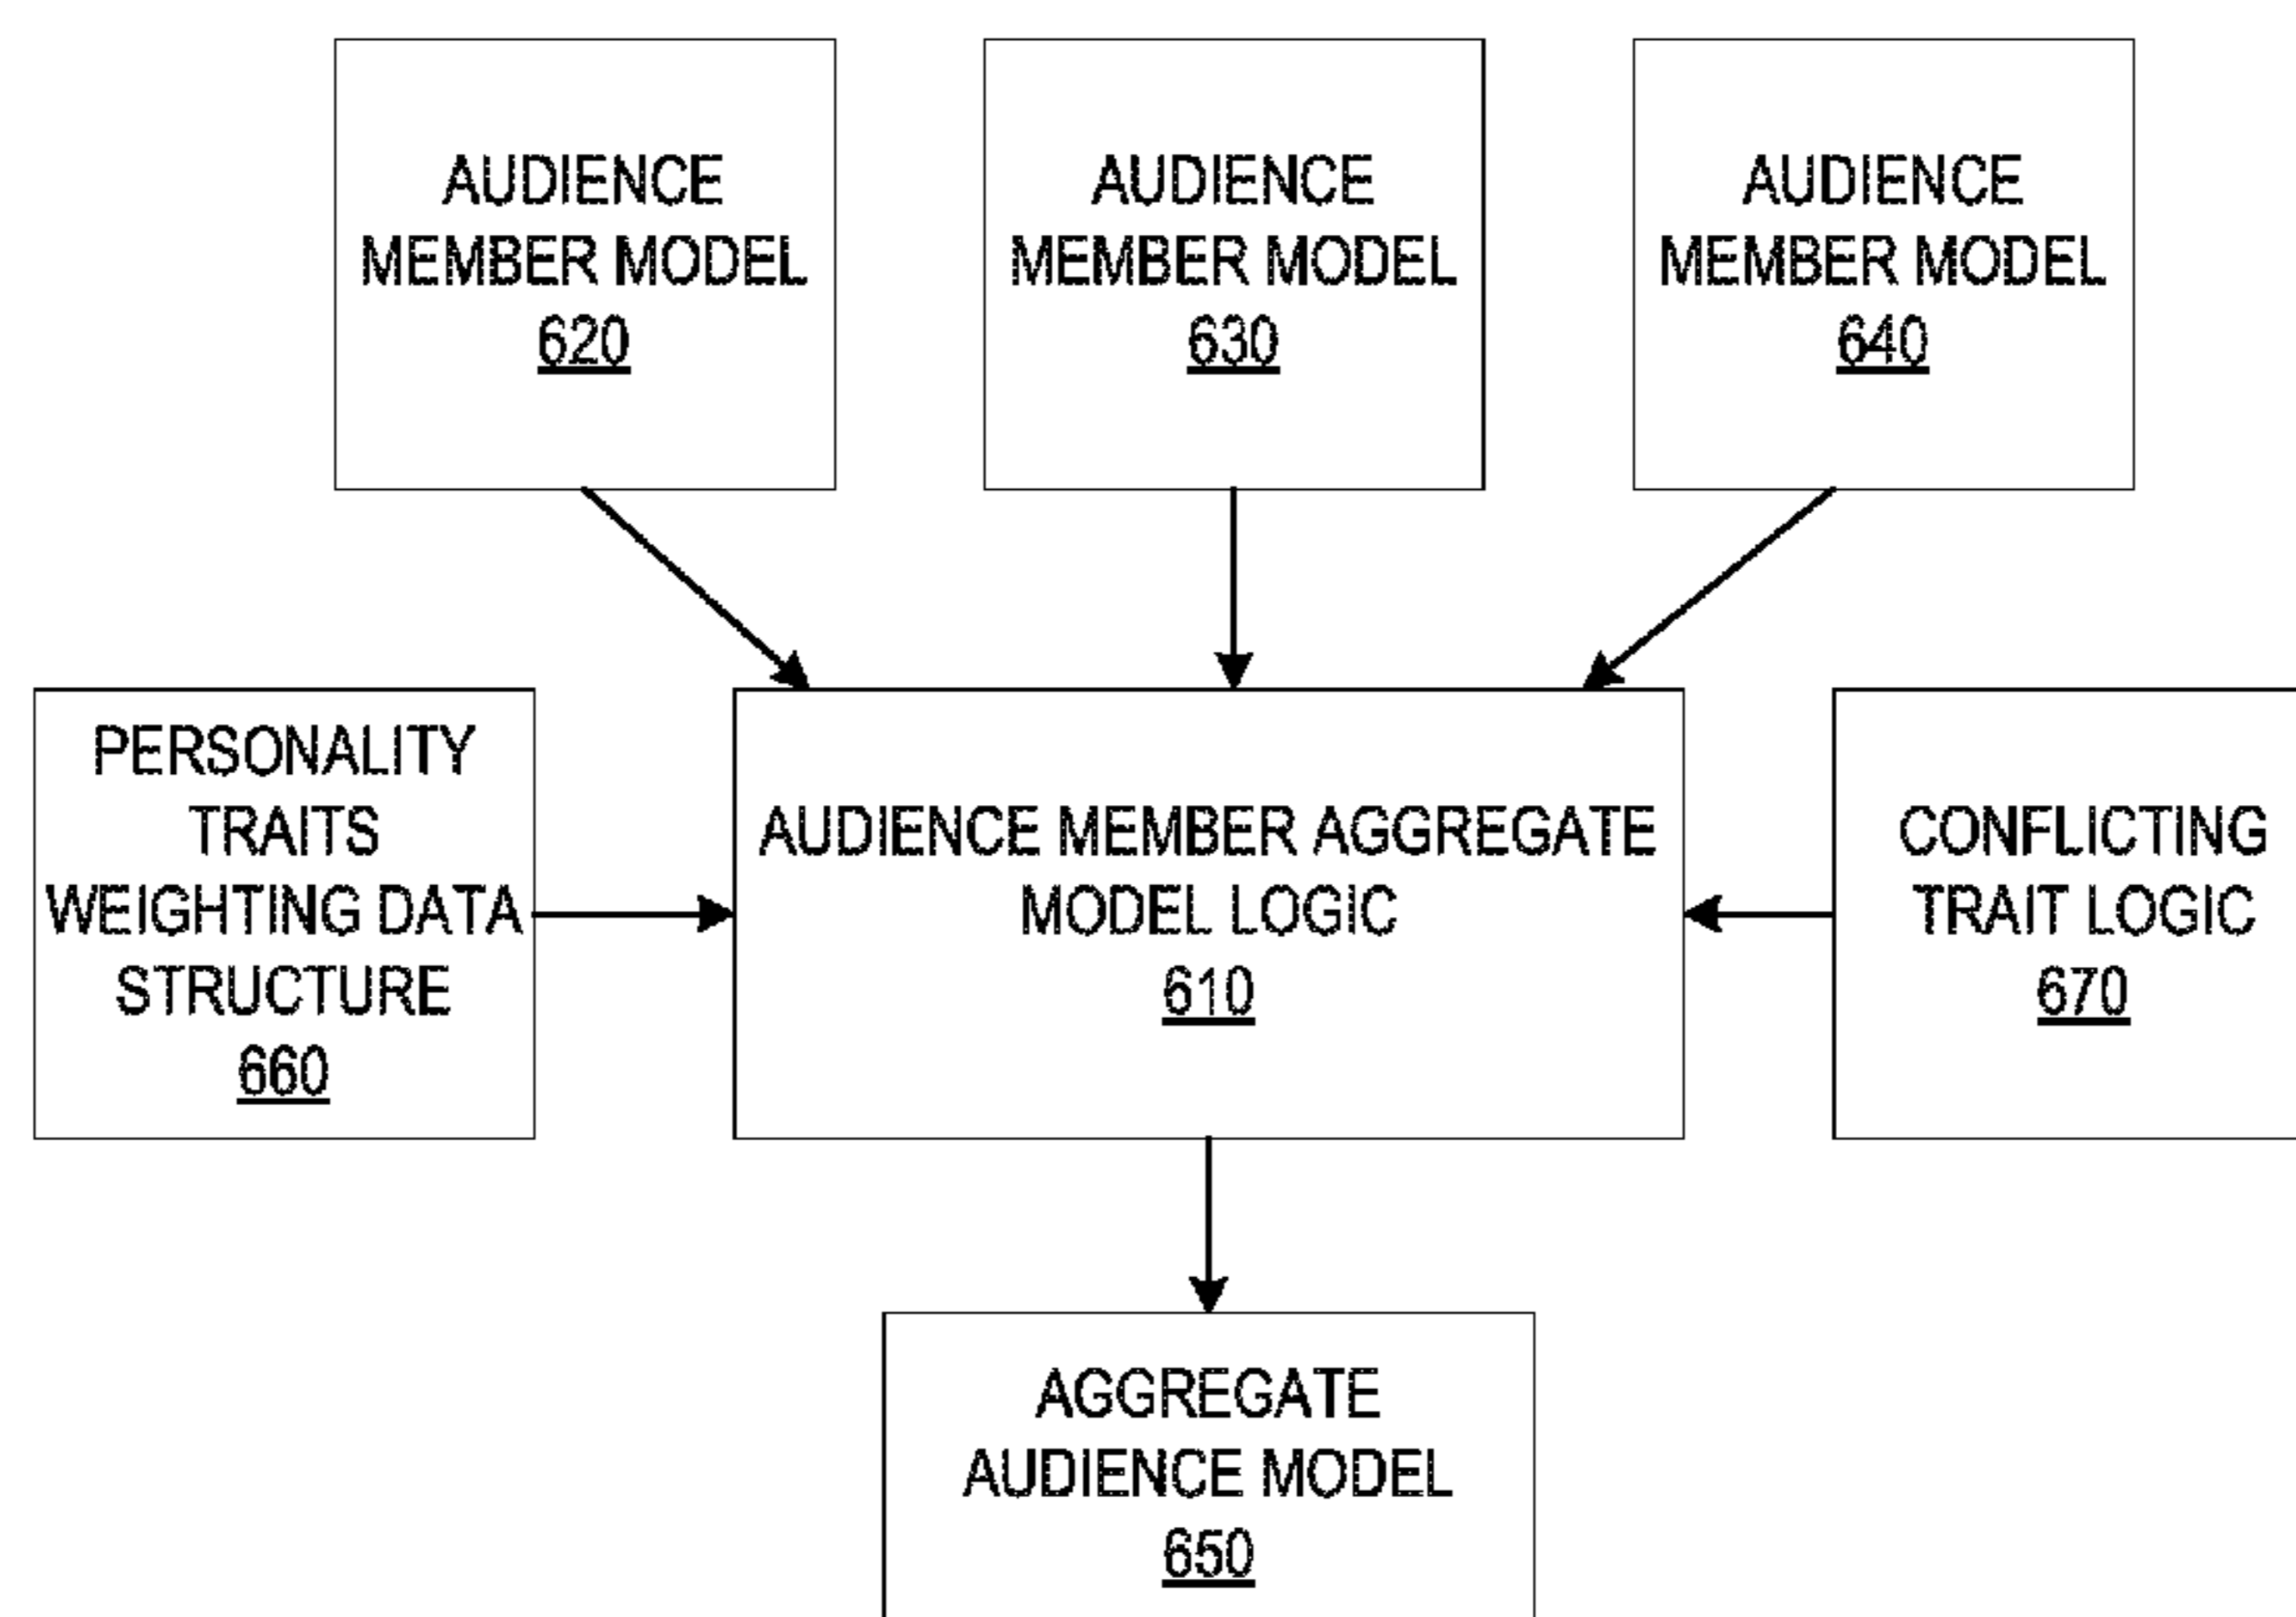 AUDIENCE
MEMBER MODEL
620
AUDIENCE
MEMBER MODEL
630
AUDIENCE
MEMBER MODEL
640
PERSONALITY
TRAITS
WEIGHTING DATA
STRUCTURE
660
AUDIENCE MEMBER AGGREGATE
MODEL LOGIC
610
CONFLICTING
TRAIT LOGIC
670
AGGREGATE
AUDIENCE MODEL
650